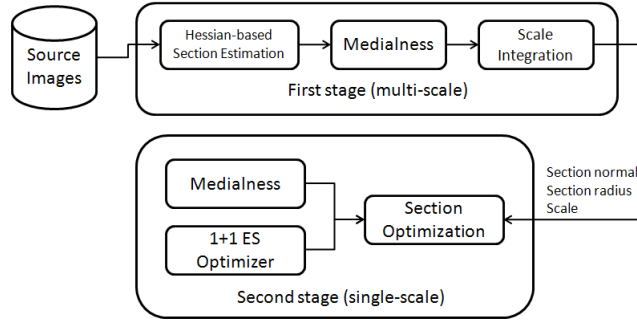 Source
Images
Hessian-based
Section Estimation
Medialness
Scale
Integration
First stage (multi-scale)
Medialness
1+1 ES
Optimizer
Section
Optimization
Second stage (single-scale)
Section normal
Section radius
Scale